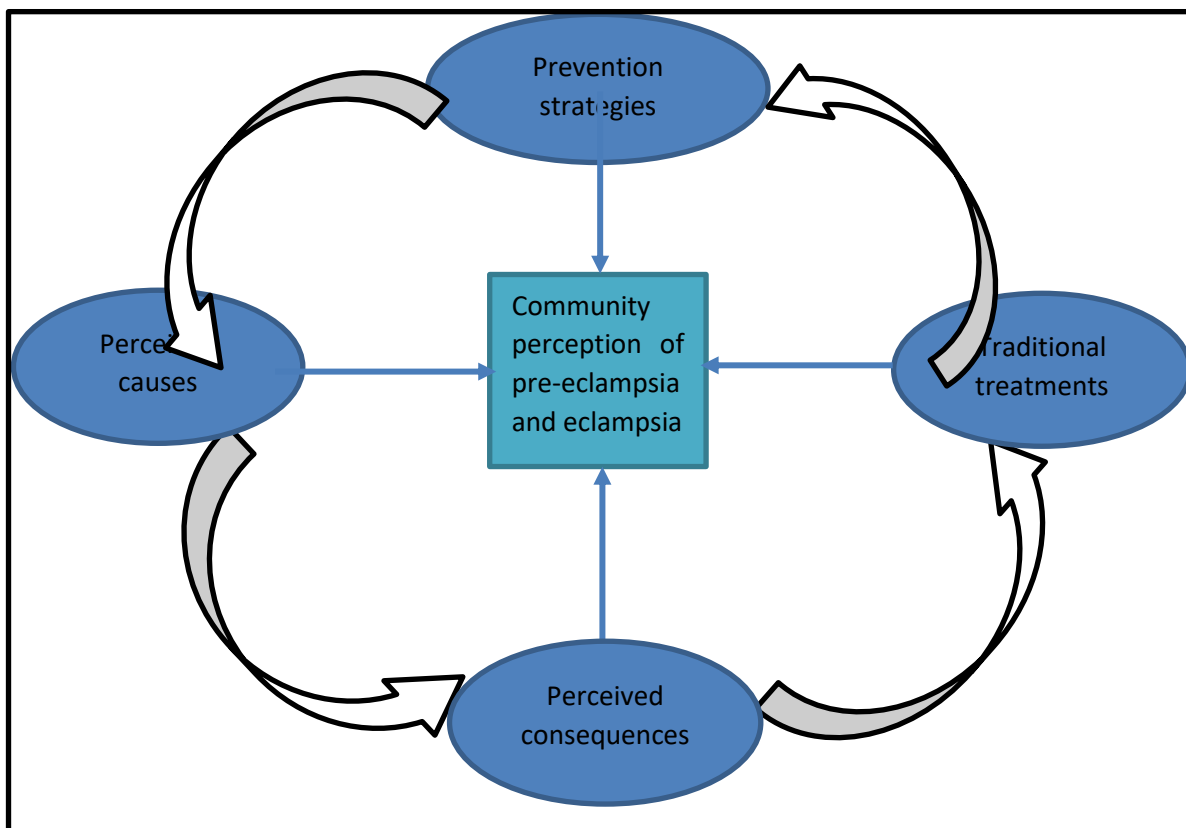 Prevention
strategies
Community
perception of
pre-eclampsia
and eclampsia
causes
Traditional
treatments
Perceived
consequences